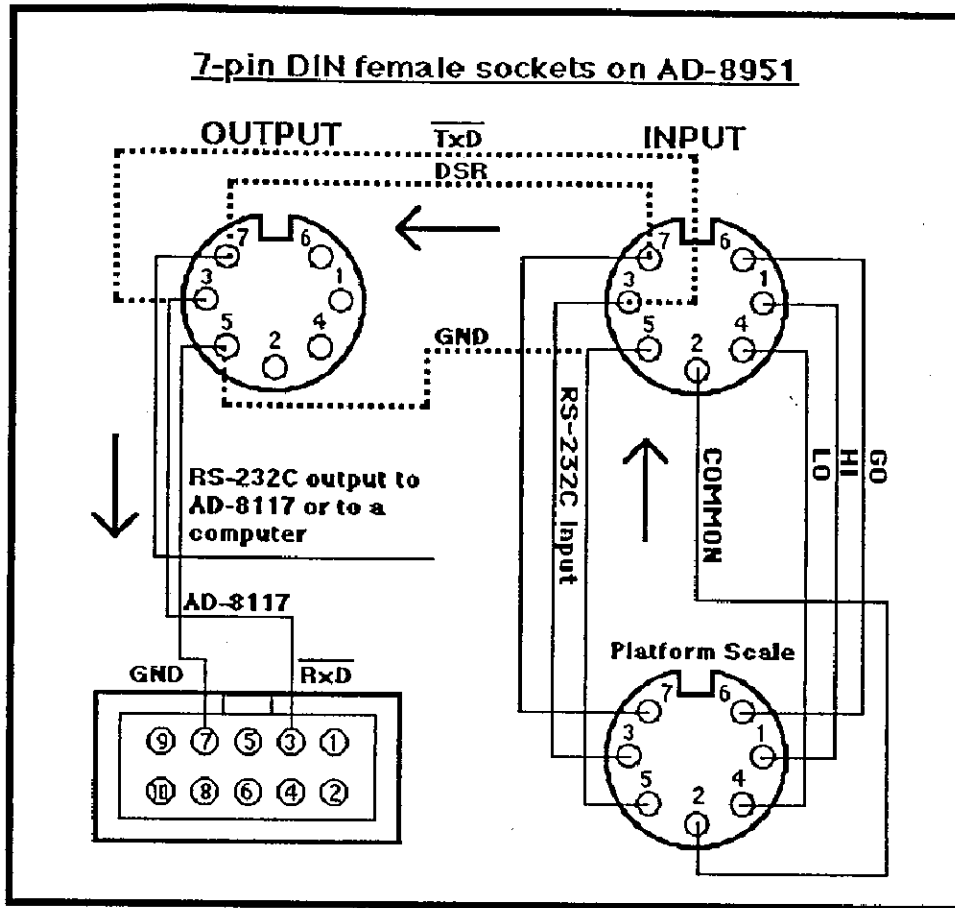 7-pin DIN female sockets on AD-8951
OUTPUT
TxD
INPUT
DSR
7
6
3
1
5
4
2
7
6
3
1
5
4
2
GND
RS-232C Input
COMMON
LO
HI
GO
RS-232C output to
AD-8117 or to a
computer
AD-8117
GND
RxD
9
7
5
3
1
10
8
6
4
2
Platform Scale
7
6
3
1
5
4
2